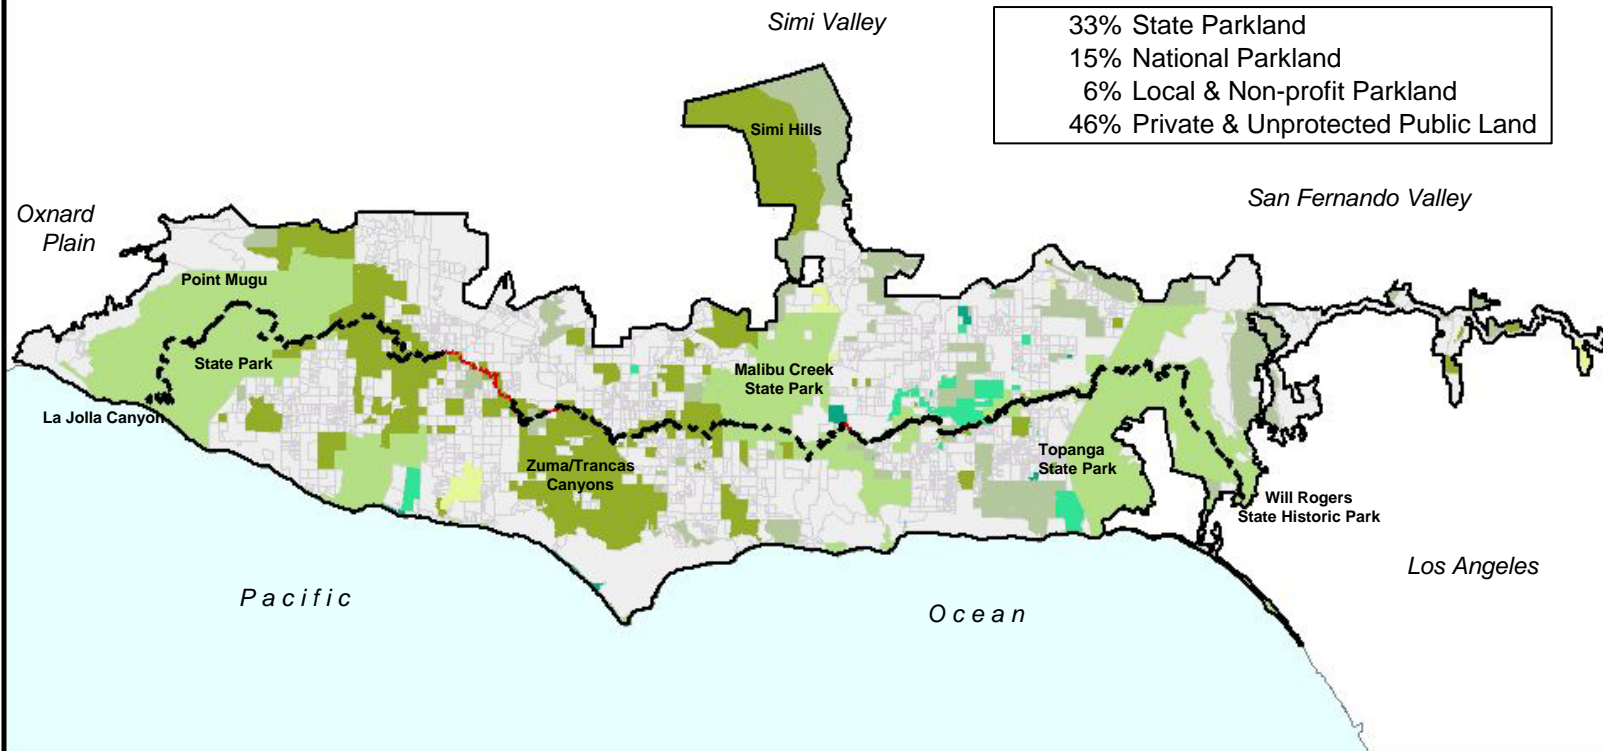 Simi Valley
33% State Parkland
15% National Parkland
6% Local & Non-profit Parkland
46% Private & Unprotected Public Land
Simi Hills
San Fernando Valley
Oxnard
Plain
Point Mugu
State Park
Malibu Creek
State Park
La Jolla Canyon
Zuma/Trancas
Canyons
Topanga
State Park
Will Rogers
State Historic Park
Los Angeles
Pacific
Ocean